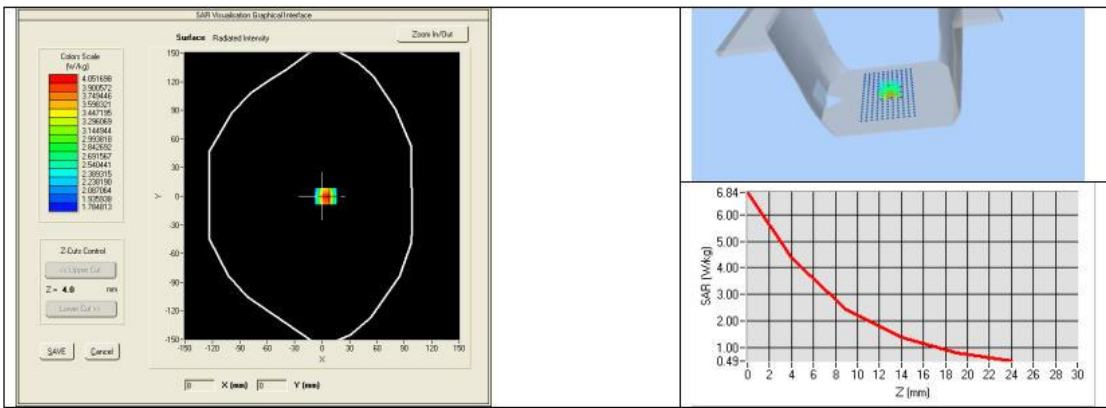 SAR Visualisation Graphical Interface
Surface Radiated Intensity
Zoom In/Out
Colors Scale
(W/kg)
4.051698
3.900572
3.749446
3.598321
3.447195
3.296069
3.144944
2.993818
2.842692
2.691567
2.540441
2.389315
2.238190
2.087064
1.935938
1.784813
150-
120-
90-
60-
30-
0-
-30-
-60-
-90-
-120-
-150-
Y
-150 -120 -90 -60 -30 0 30 60 90 120 150
X
Z-Cuts Control
<< Upper Cut
Z = 4.0 mm
Lower Cut >>
SAVE Cancel
0 X (mm) 0 Y (mm)
6.84-
6.00-
5.00-
4.00-
3.00-
2.00-
1.00-
0.49-
SAR (W/kg)
0 2 4 6 8 10 12 14 16 18 20 22 24 26 28 30
Z (mm)